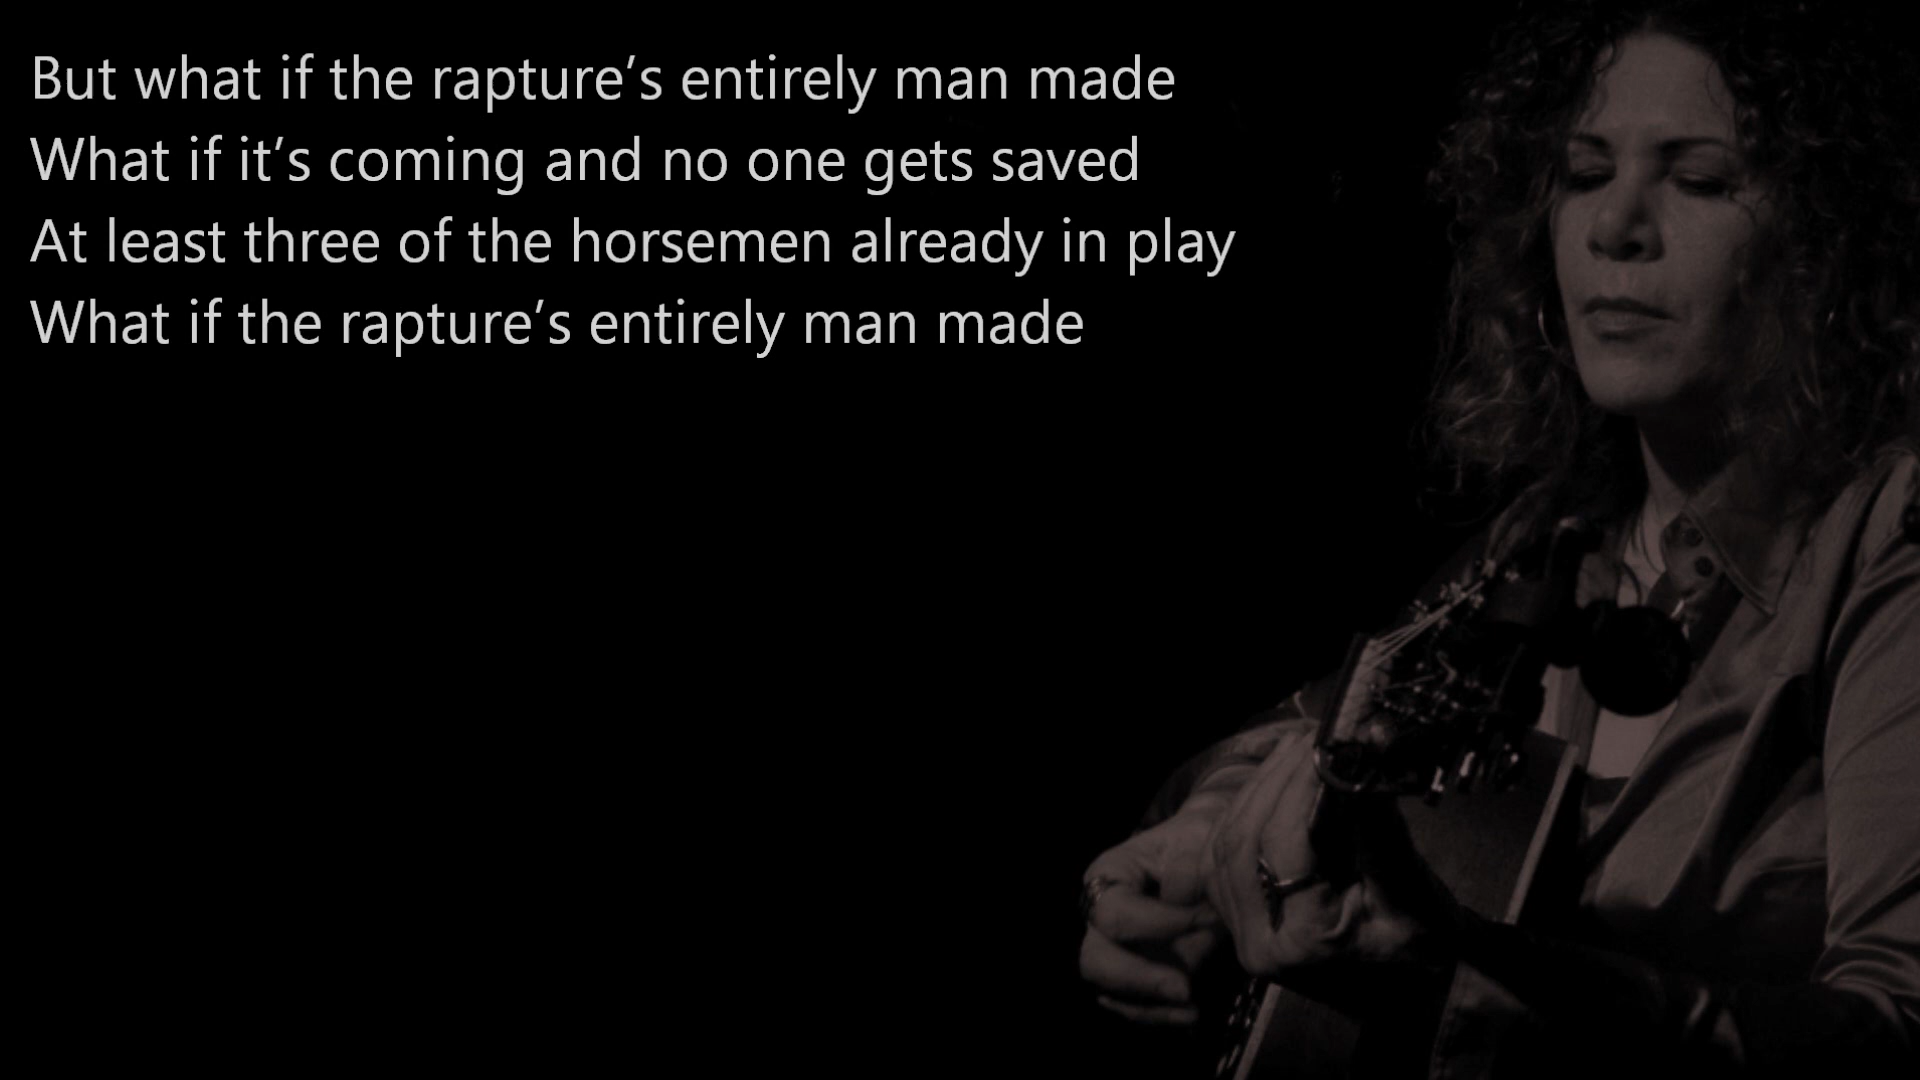 But what if the rapture’s entirely man made
What if it’s coming and no one gets saved
At least three of the horsemen already in play
What if the rapture’s entirely man made